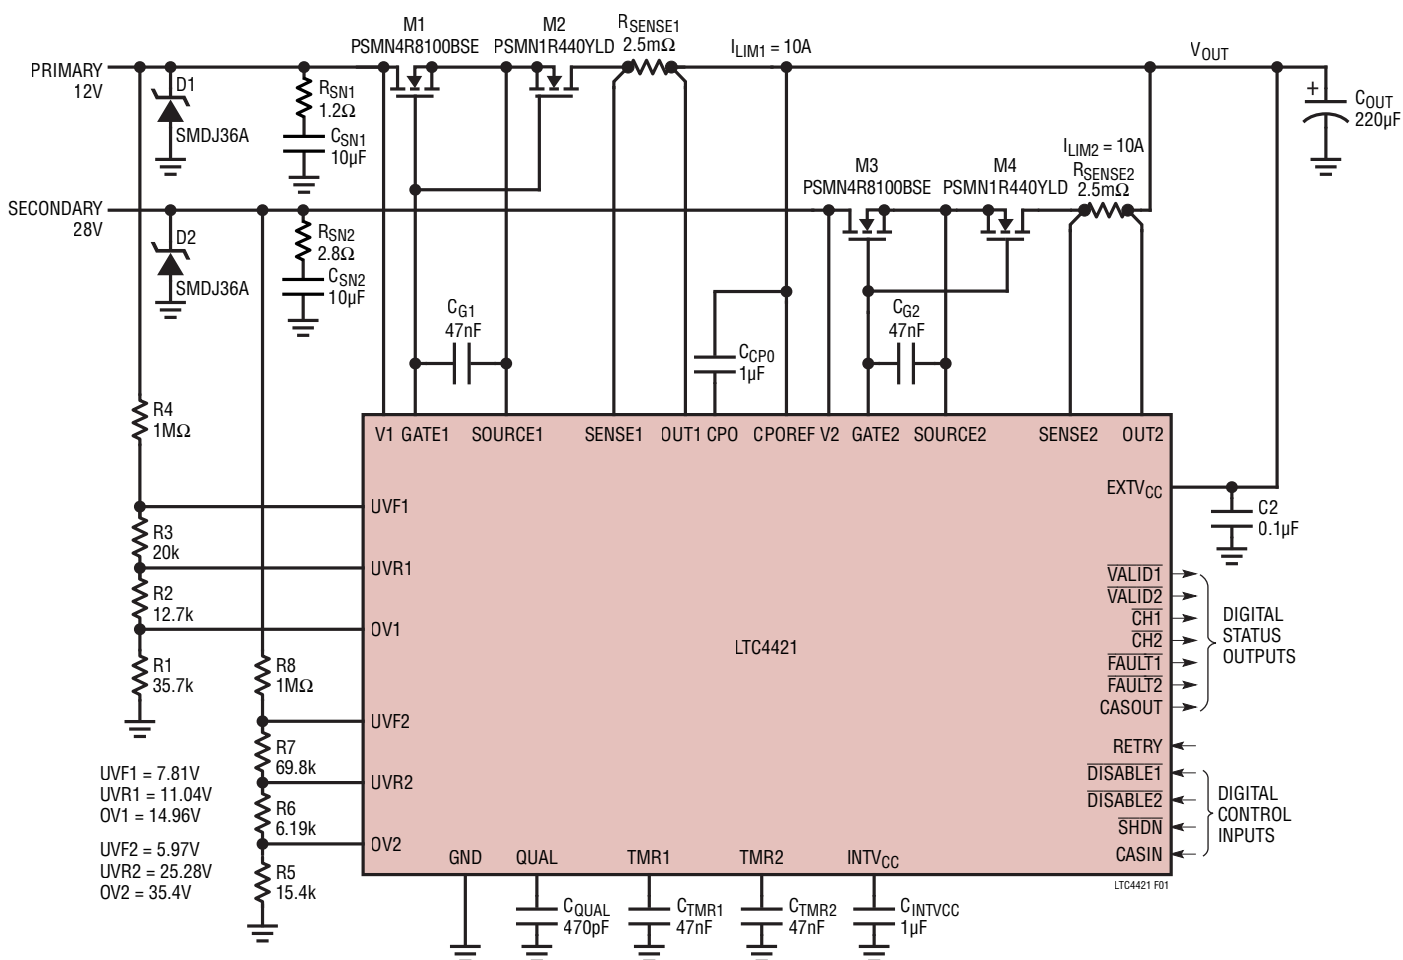 M1
PSMN4R8100BSE
M2
PSMN1R440YLD
RSENSE1
2.5mΩ
ILIM1 = 10A
VOUT
PRIMARY
12V
D1
SMDJ36A
RSN1
1.2Ω
CSN1
10µF
+
COUT
220µF
M3
PSMN4R8100BSE
M4
PSMN1R440YLD
ILIM2 = 10A
RSENSE2
2.5mΩ
SECONDARY
28V
D2
SMDJ36A
RSN2
2.8Ω
CSN2
10µF
CG1
47nF
CG2
47nF
CCPO
1µF
R4
1MΩ
V1 GATE1 SOURCE1 SENSE1 OUT1 CPO CPOREF V2 GATE2 SOURCE2 SENSE2 OUT2
EXTVCC
C2
0.1µF
UVF1
R3
20k
UVR1
R2
12.7k
OV1
R1
35.7k
LTC4421
VALID1
VALID2
CH1
CH2
FAULT1
FAULT2
CASOUT
DIGITAL
STATUS
OUTPUTS
R8
1MΩ
UVF2
R7
69.8k
UVR2
R6
6.19k
OV2
R5
15.4k
RETRY
DISABLE1
DISABLE2
SHDN
CASIN
DIGITAL
CONTROL
INPUTS
UVF1 = 7.81V
UVR1 = 11.04V
OV1 = 14.96V
UVF2 = 5.97V
UVR2 = 25.28V
OV2 = 35.4V
GND QUAL TMR1 TMR2 INTVCC
LTC4421 F01
CQUAL
470pF
CTMR1
47nF
CTMR2
47nF
CINTVCC
1µF